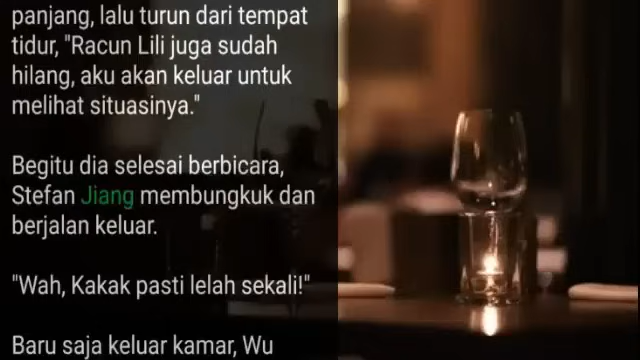 panjang, lalu turun dari tempat
tidur, "Racun Lili juga sudah
hilang, aku akan keluar untuk
melihat situasinya."
Begitu dia selesai berbicara,
Stefan Jiang membungkuk dan
berjalan keluar.
"Wah, Kakak pasti lelah sekali!"
Baru saja keluar kamar, Wu